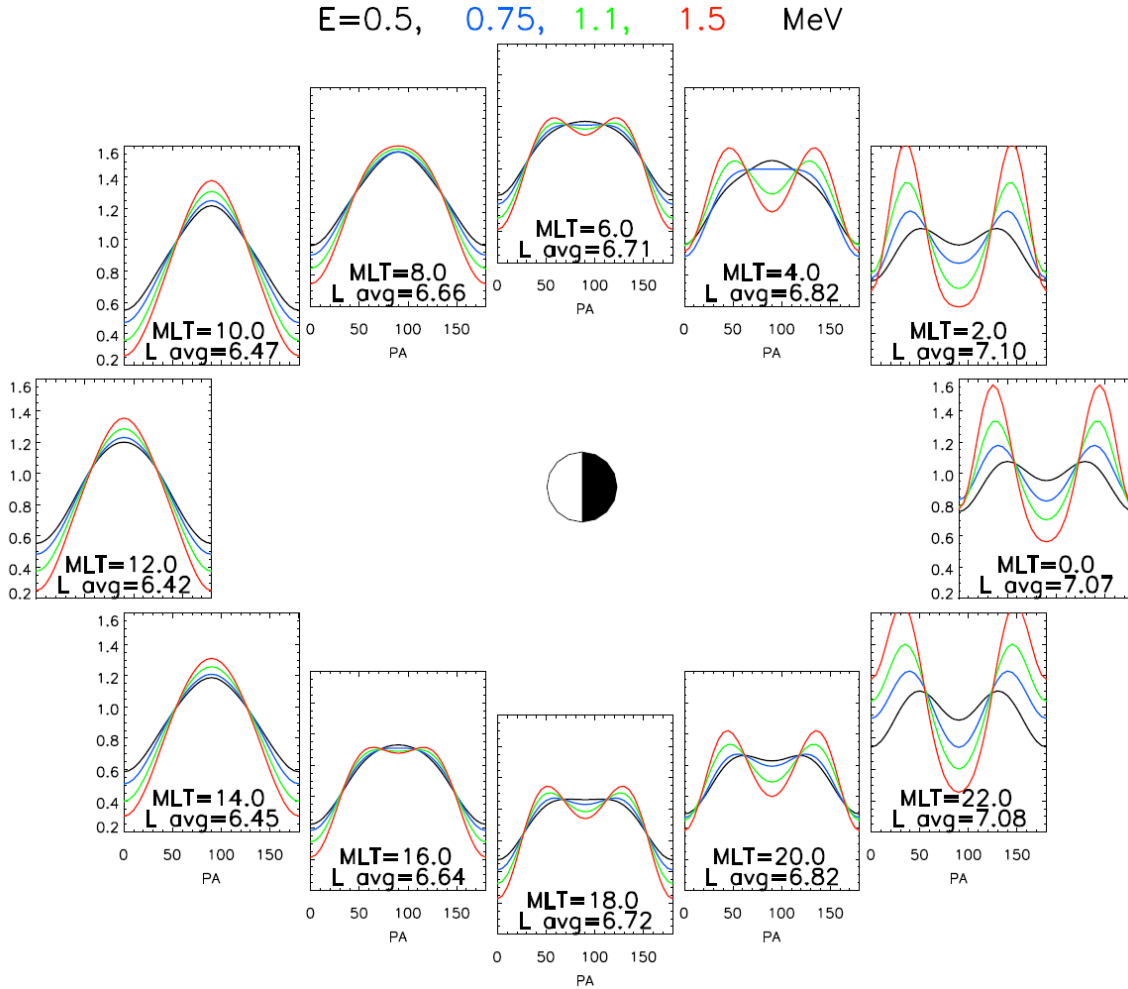 E=0.5, 0.75, 1.1, 1.5 MeV
MLT=6.0
L avg=6.71
0 50 100 150
PA
MLT=8.0
L avg=6.66
0 50 100 150
PA
MLT=4.0
L avg=6.82
0 50 100 150
PA
1.6
1.4
1.2
1.0
0.8
0.6
0.4
0.2
MLT=10.0
L avg=6.47
MLT=2.0
L avg=7.10
1.6
1.4
1.2
1.0
0.8
0.6
0.4
0.2
MLT=12.0
L avg=6.42
1.6
1.4
1.2
1.0
0.8
0.6
0.4
0.2
MLT=0.0
L avg=7.07
1.6
1.4
1.2
1.0
0.8
0.6
0.4
0.2
MLT=14.0
L avg=6.45
0 50 100 150
PA
MLT=22.0
L avg=7.08
MLT=16.0
L avg=6.64
0 50 100 150
PA
MLT=20.0
L avg=6.82
0 50 100 150
PA
MLT=18.0
L avg=6.72
0 50 100 150
PA